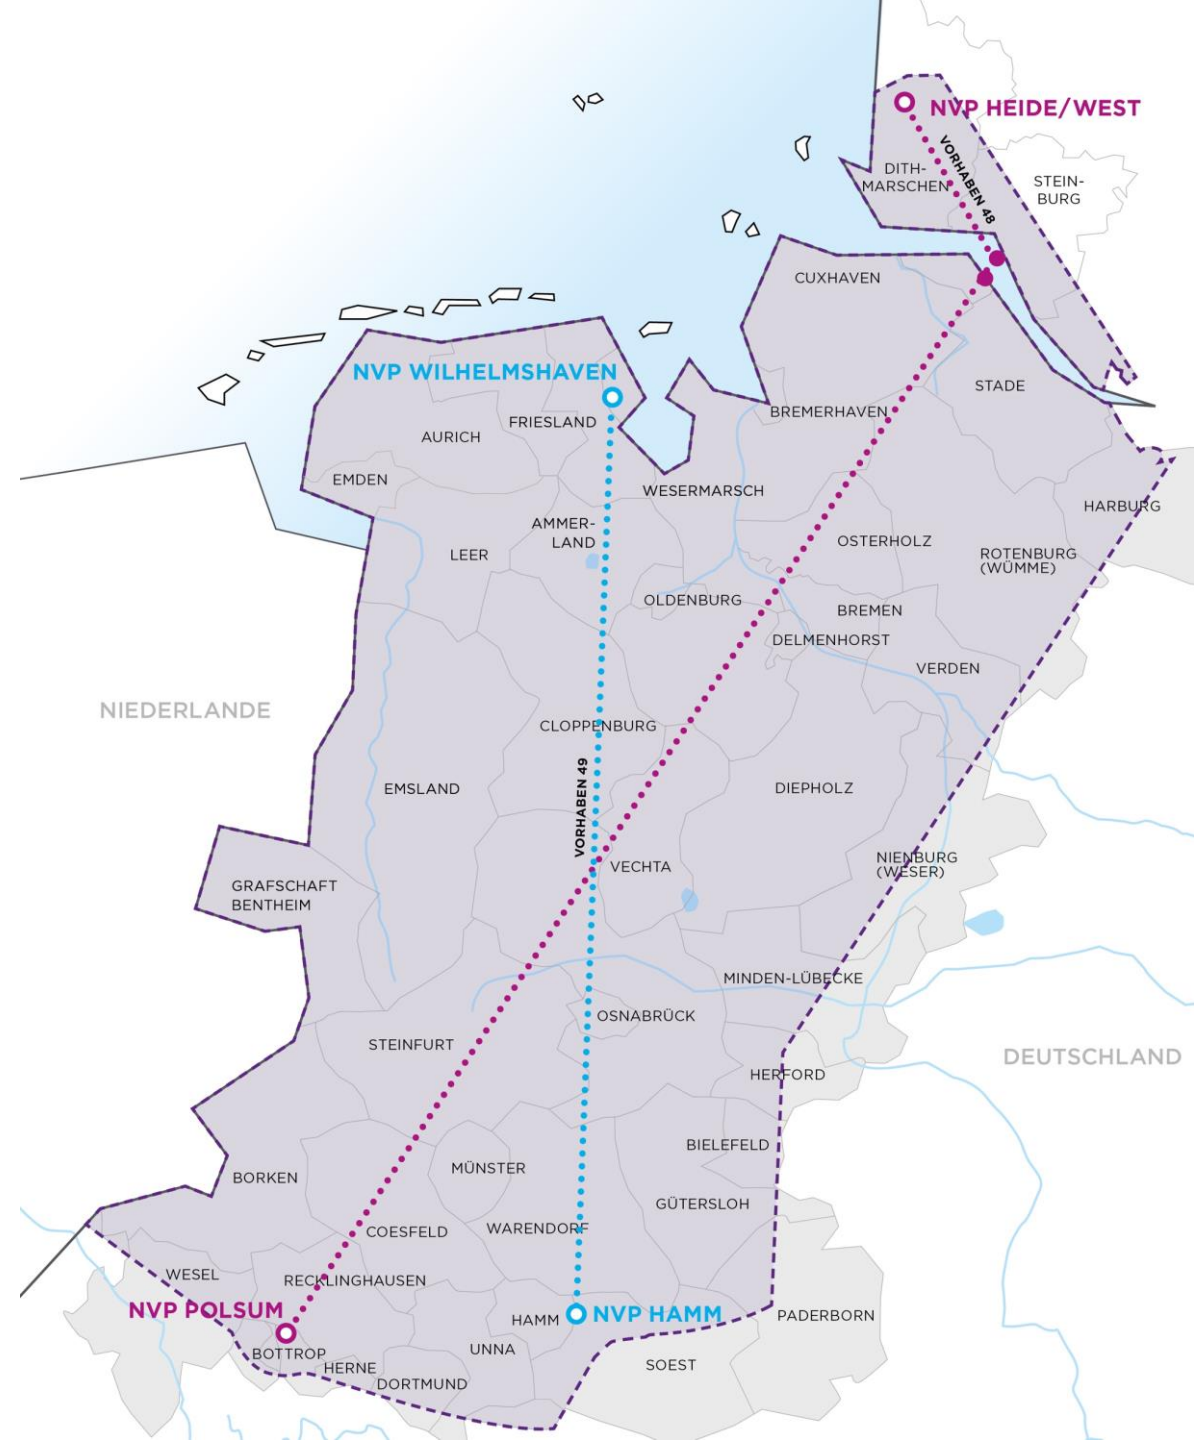 NVP HEIDE/WEST
VORHABEN 48
DITH-
MARSCHEN
STEIN-
BURG
CUXHAVEN
NVP WILHELMSHAVEN
STADE
BREMERHAVEN
FRIESLAND
AURICH
EMDEN
WESERMARSCH
HARBURG
AMMER-
LAND
OSTERHOLZ
LEER
ROTENBURG
(WÜMME)
OLDENBURG
BREMEN
DELMENHORST
VERDEN
NIEDERLANDE
CLOPPENBURG
EMSLAND
VORHABEN 49
DIEPHOLZ
VECHTA
NIENBURG
(WESER)
GRAFSCHAFT
BENTHEIM
MINDEN-LÜBECKE
OSNABRÜCK
STEINFURT
DEUTSCHLAND
HERFORD
BIELEFELD
MÜNSTER
BORKEN
GÜTERSLOH
COESFELD
WARENDORF
WESEL
RECKLINGHAUSEN
NVP POLSUM
HAMM
NVP HAMM
PADERBORN
BOTTROP
HERNE
UNNA
SOEST
DORTMUND